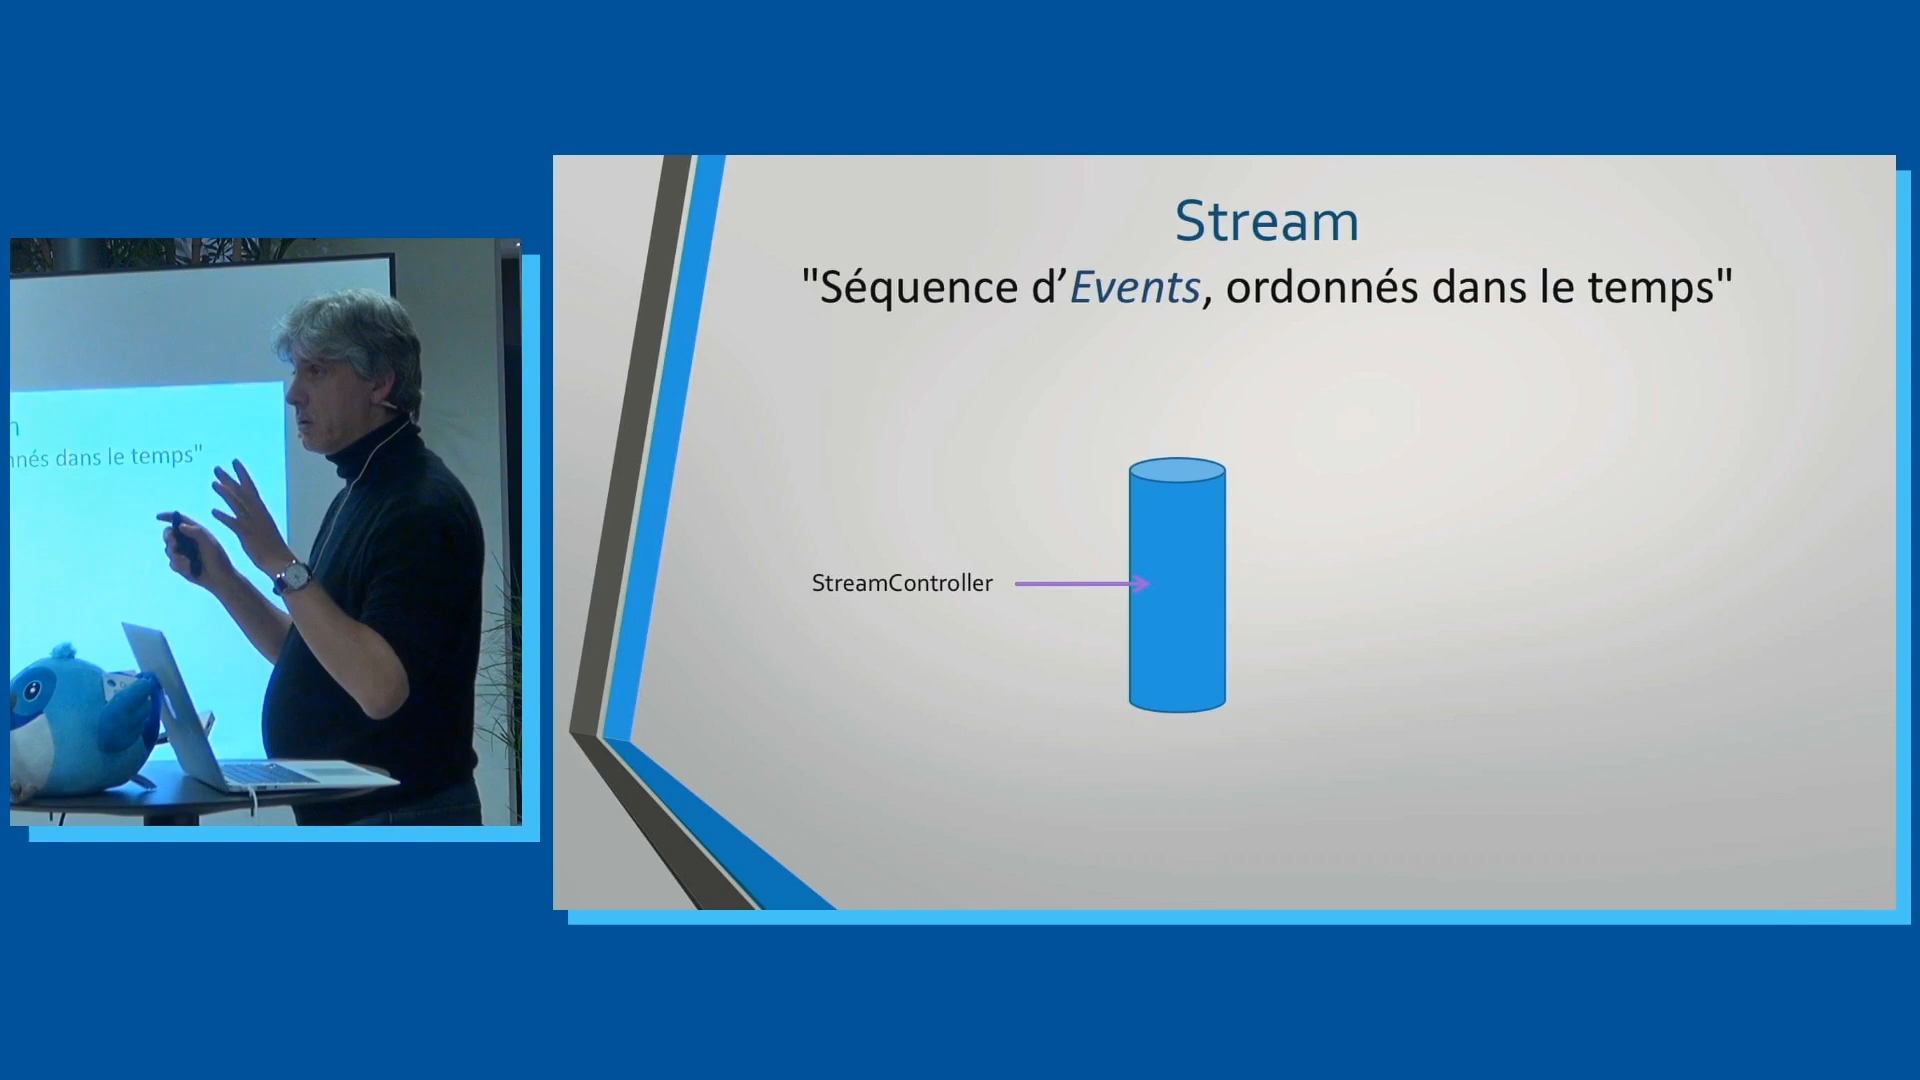 Stream
"Séquence d’Events, ordonnés dans le temps"
StreamController
nnés dans le temps"